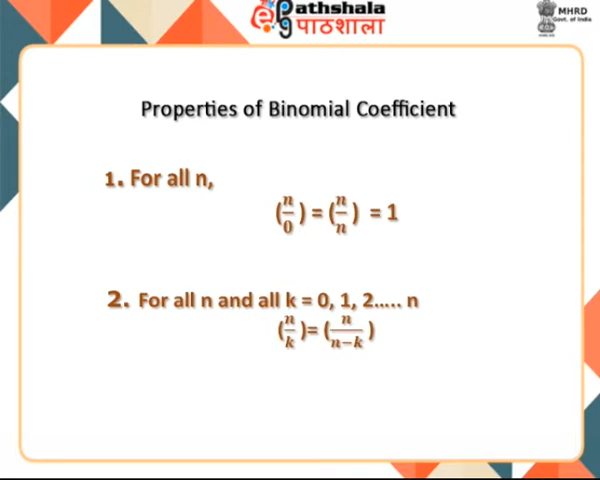 ePathshala
पाठशाला
MHRD
Govt. of India
Properties of Binomial Coefficient
1. For all n,
(n/0) = (n/n) = 1
2. For all n and all k = 0, 1, 2..... n
(n/k)= (n/n−k)